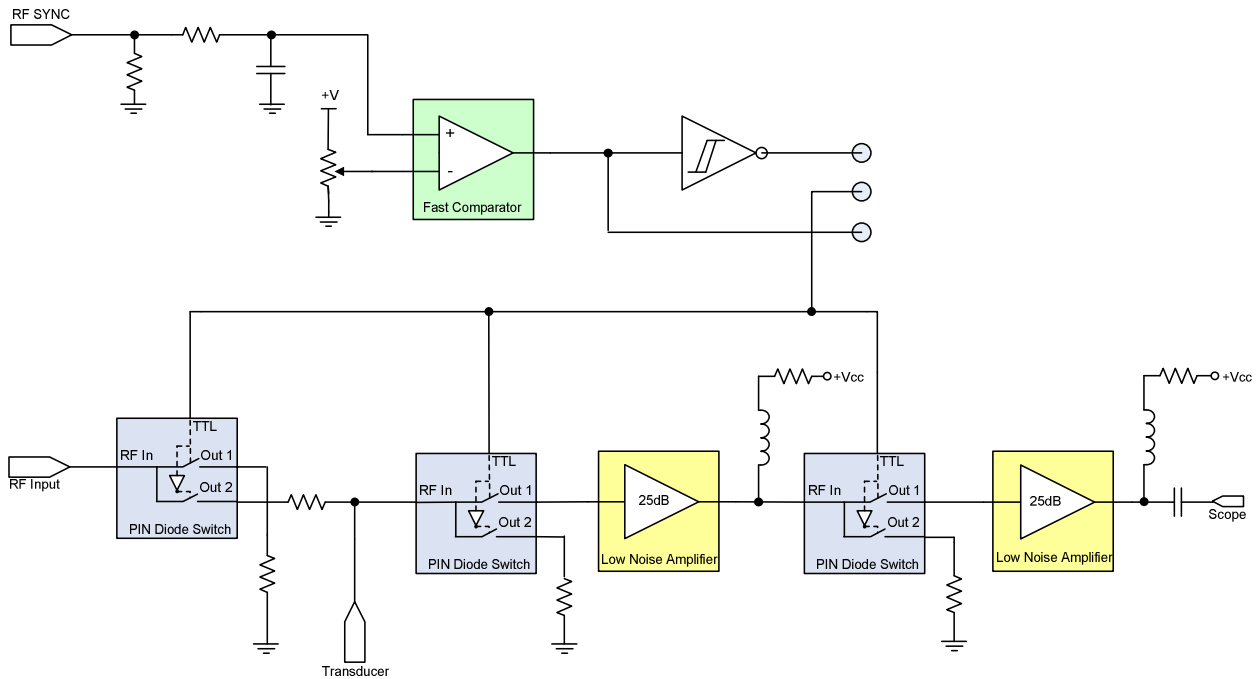 RF SYNC
+V
+
-
Fast Comparator
+Vcc
+Vcc
TTL
RF In
Out 1
Out 2
PIN Diode Switch
RF Input
TTL
RF In
Out 1
Out 2
PIN Diode Switch
25dB
Low Noise Amplifier
TTL
RF In
Out 1
Out 2
PIN Diode Switch
25dB
Low Noise Amplifier
Scope
Transducer